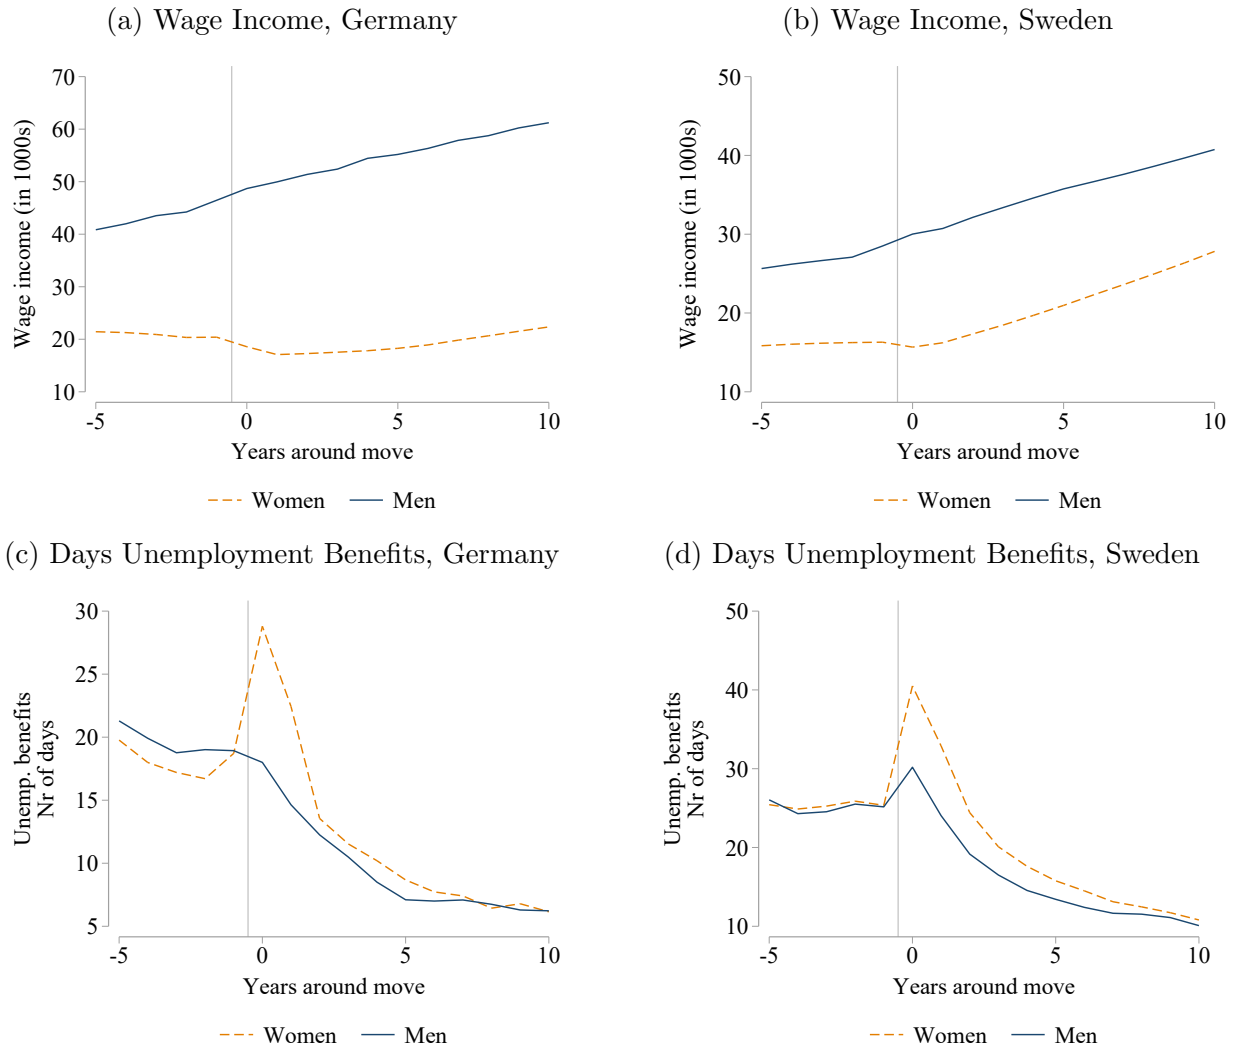 (a) Wage Income, Germany
70
60
50
40
30
20
10
Wage income (in 1000s)
-5 0 5 10
Years around move
Women Men
(b) Wage Income, Sweden
50
40
30
20
10
Wage income (in 1000s)
-5 0 5 10
Years around move
Women Men
(c) Days Unemployment Benefits, Germany
30
25
20
15
10
5
Unemp. benefits
Nr of days
-5 0 5 10
Years around move
Women Men
(d) Days Unemployment Benefits, Sweden
50
40
30
20
10
Unemp. benefits
Nr of days
-5 0 5 10
Years around move
Women Men